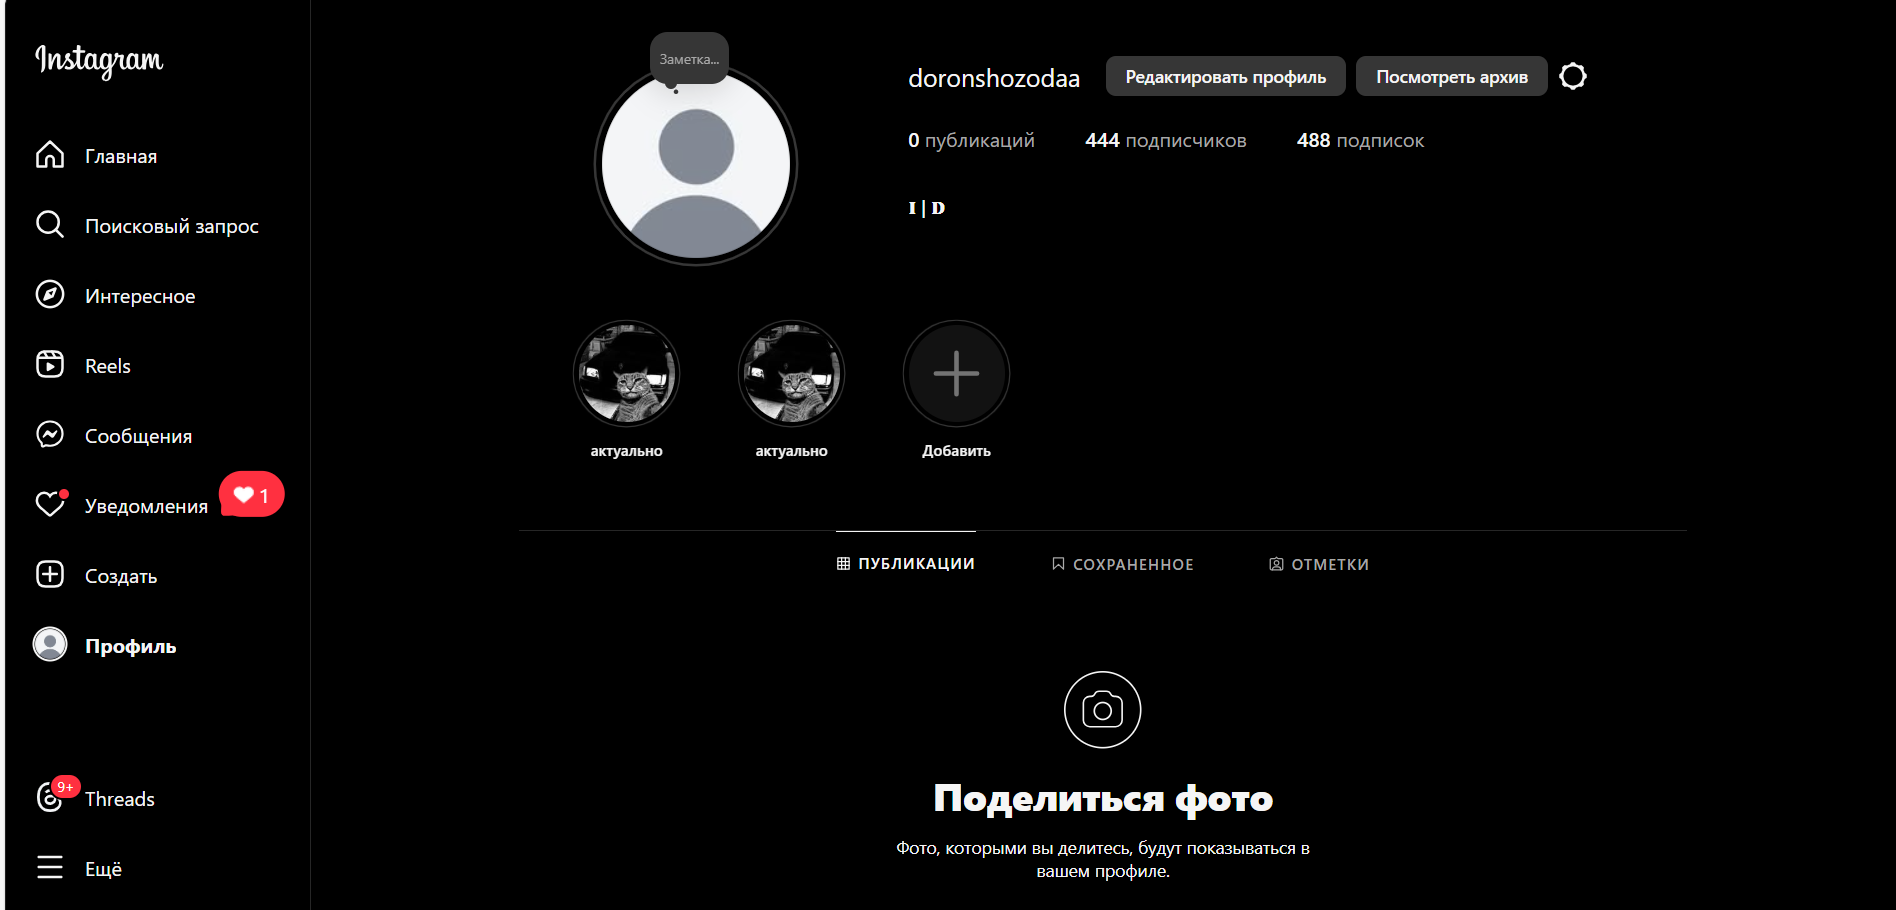 Instagram
Главная
Поисковый запрос
Интересное
Reels
Сообщения
Уведомления
1
Создать
Профиль
9+
Threads
Ещё
Заметка...
doronshozodaa
Редактировать профиль
Посмотреть архив
0 публикаций 444 подписчиков 488 подписок
I | D
актуально
актуально
Добавить
ПУБЛИКАЦИИ
СОХРАНЕННОЕ
ОТМЕТКИ
Поделиться фото
Фото, которыми вы делитесь, будут показываться в
вашем профиле.